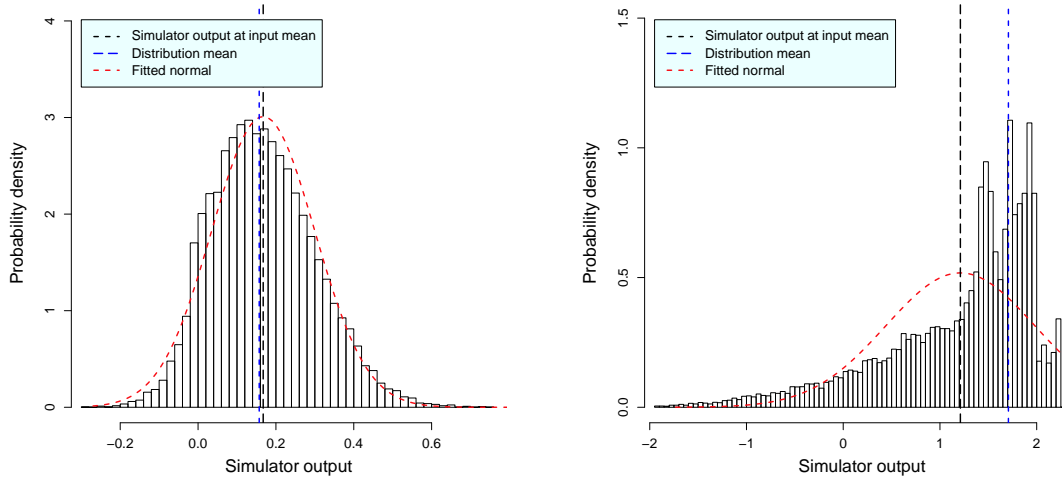 4
3
2
1
0
Probability density
Simulator output at input mean
Distribution mean
Fitted normal
−0.2 0.0 0.2 0.4 0.6
Simulator output
1.5
1.0
0.5
0.0
Probability density
Simulator output at input mean
Distribution mean
Fitted normal
−2 −1 0 1 2
Simulator output